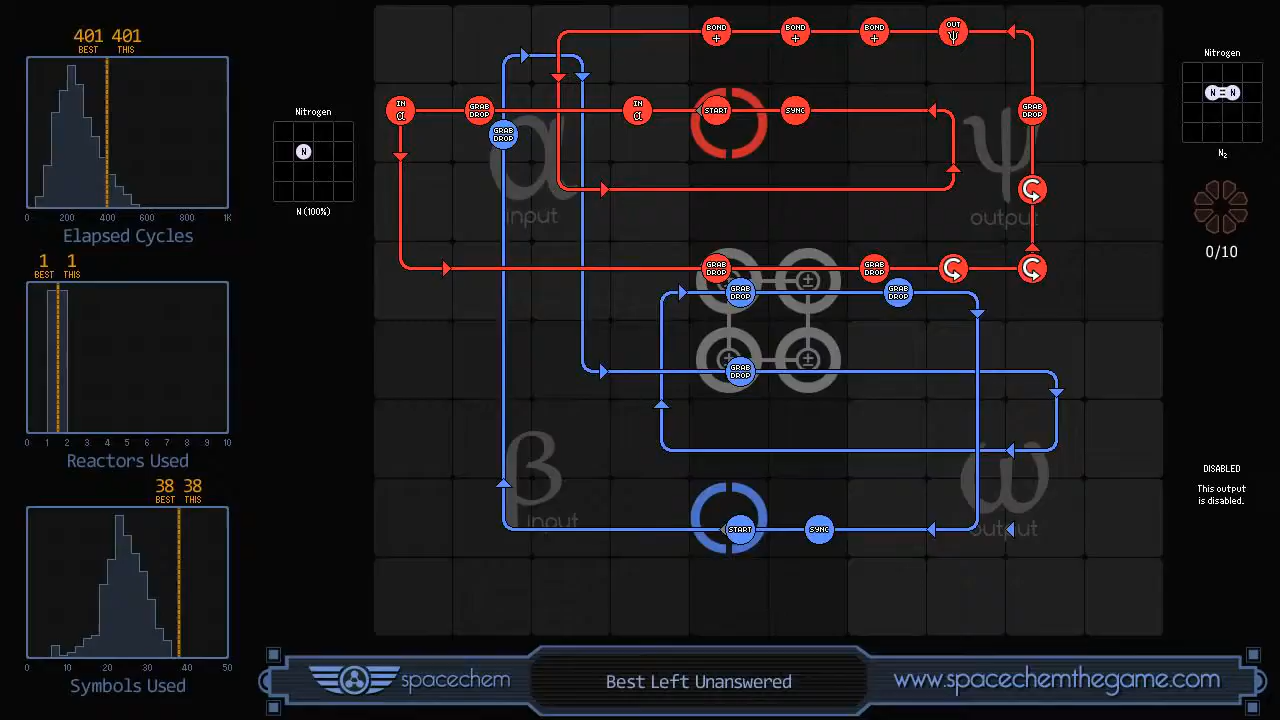 401 401
BEST THIS
0 200 400 600 800 1K
Elapsed Cycles
1 1
BEST THIS
0 1 2 3 4 5 6 7 8 9 10
Reactors Used
38 38
BEST THIS
0 10 20 30 40 50
Symbols Used
Nitrogen
N
N (100%)
BOND + BOND + BOND + OUT ψ
IN α GRAB DROP IN α START SYNC GRAB DROP
GRAB DROP
α
input
ψ
output
GRAB DROP GRAB DROP
GRAB DROP ± GRAB DROP
± ±
GRAB DROP
β
input
ω
output
START SYNC
Nitrogen
N = N
N₂
0/10
DISABLED
This output
is disabled.
spacechem
Best Left Unanswered
www.spacechemthegame.com